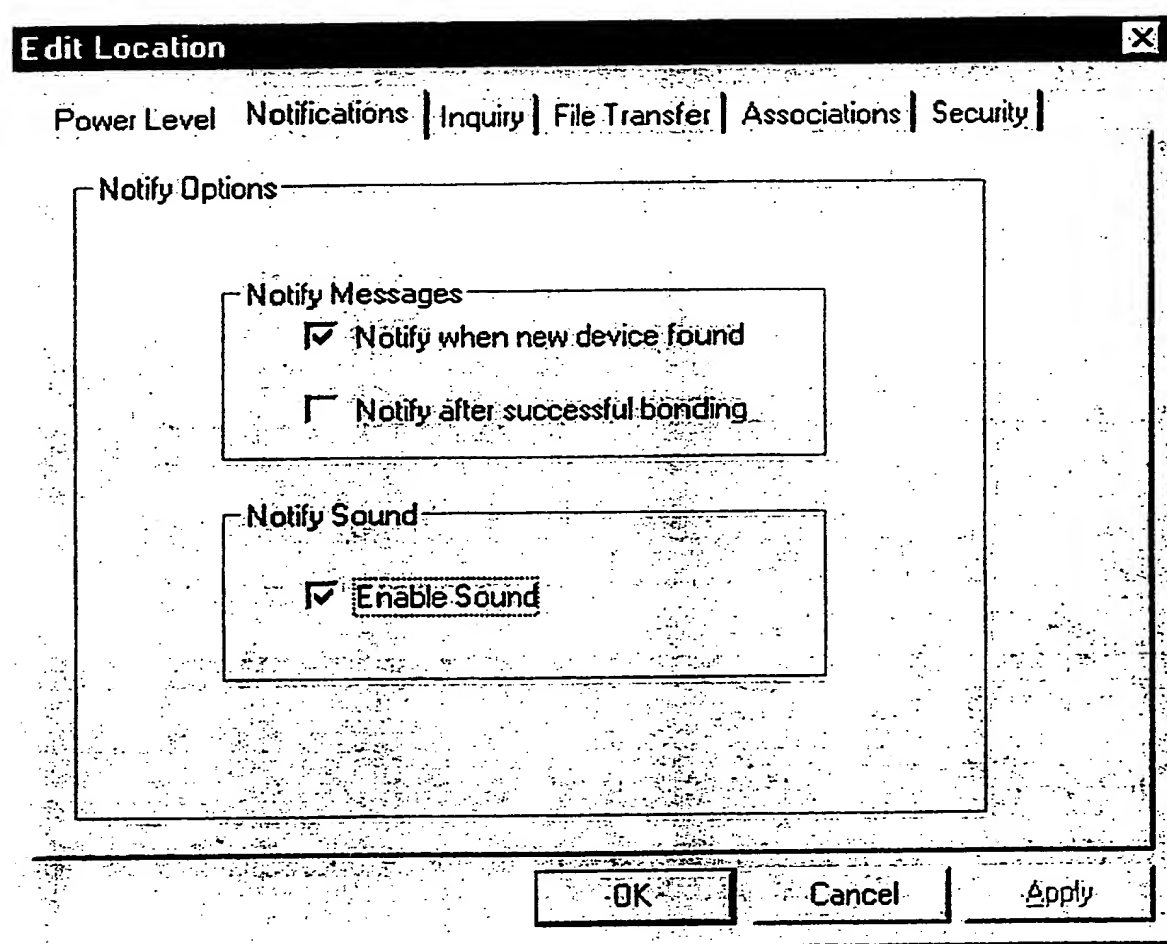 Edit Location
Power Level Notifications Inquiry File Transfer Associations Security
Notify Options
Notify Messages
Notify when new device found
Notify after successful bonding
Notify Sound
Enable Sound
OK Cancel Apply